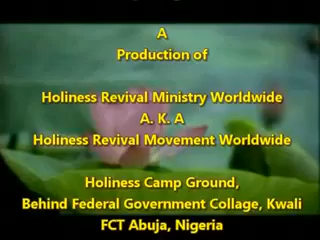 A
Production of
Holiness Revival Ministry Worldwide
A. K. A
Holiness Revival Movement Worldwide
Holiness Camp Ground,
Behind Federal Government Collage, Kwali
FCT Abuja, Nigeria